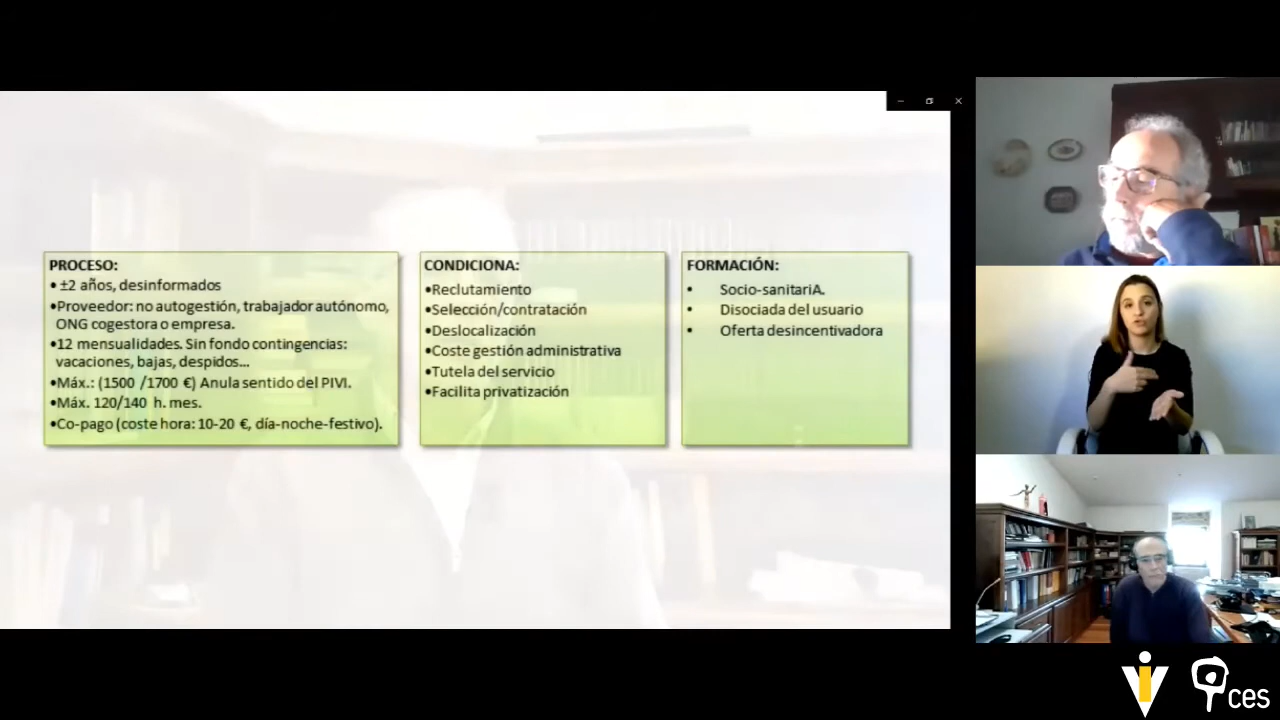 PROCESO:
• ±2 años, desinformados
•Proveedor: no autogestión, trabajador autónomo,
ONG cogestora o empresa.
•12 mensualidades. Sin fondo contingencias:
vacaciones, bajas, despidos...
•Máx.: (1500 /1700 €) Anula sentido del PIVI.
•Máx. 120/140 h. mes.
•Co-pago (coste hora: 10-20 €, día-noche-festivo).
CONDICIONA:
•Reclutamiento
•Selección/contratación
•Deslocalización
•Coste gestión administrativa
•Tutela del servicio
•Facilita privatización
FORMACIÓN:
• Socio-sanitariA.
• Disociada del usuario
• Oferta desincentivadora
iV
ces